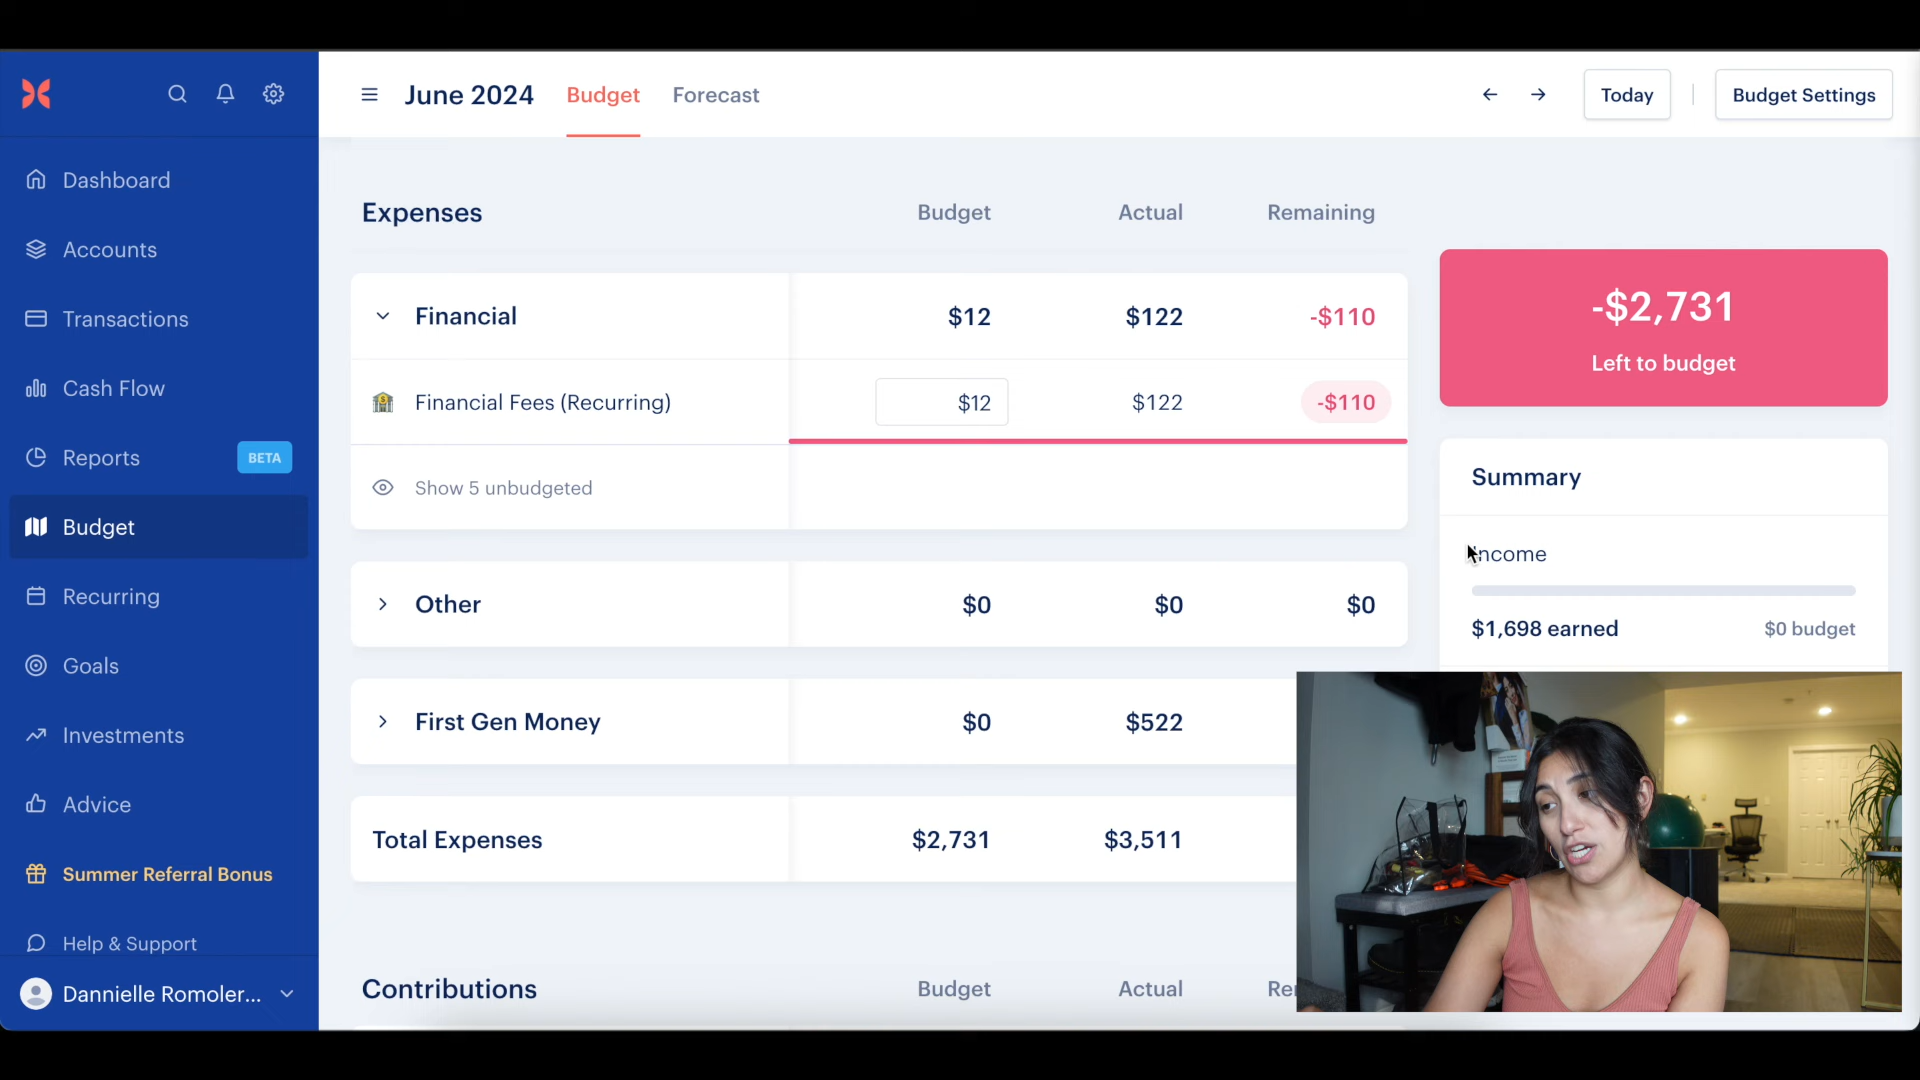 June 2024 Budget Forecast Today Budget Settings
Dashboard
Accounts
Transactions
Cash Flow
Reports BETA
Budget
Recurring
Goals
Investments
Advice
Summer Referral Bonus
Help & Support
Dannielle Romoler...
Expenses Budget Actual Remaining
Financial $12 $122 -$110
Financial Fees (Recurring) $12 $122 -$110
Show 5 unbudgeted
Other $0 $0 $0
First Gen Money $0 $522
Total Expenses $2,731 $3,511
Contributions Budget Actual Re
-$2,731
Left to budget
Summary
Income
$1,698 earned $0 budget